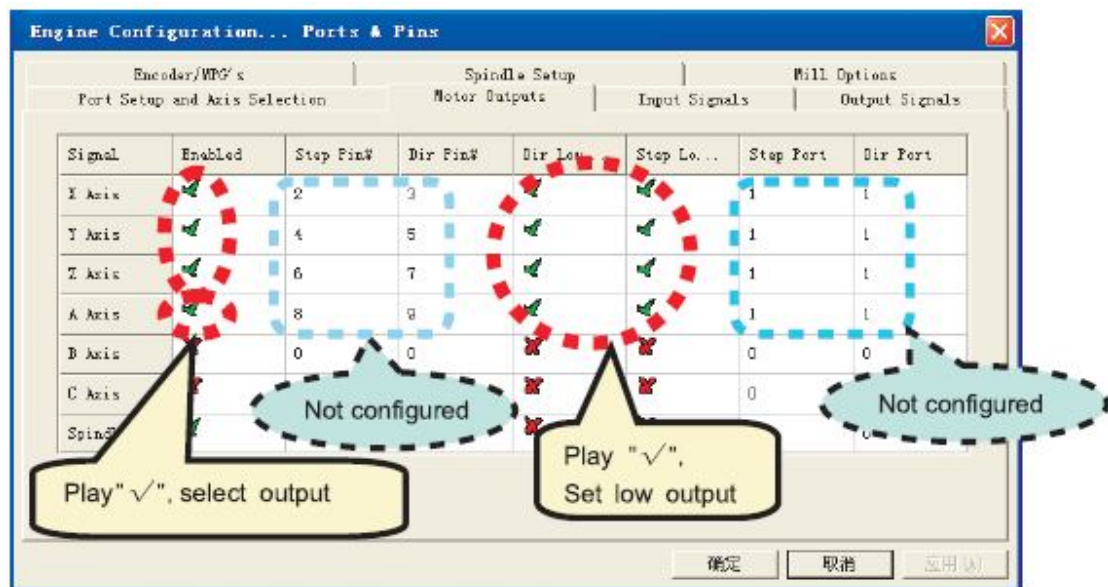 Engine Configuration... Ports & Pins
Encoder/MPG's Spindle Setup Mill Options
Port Setup and Axis Selection Motor Outputs Input Signals Output Signals
Signal Enabled Step Pin# Dir Pin# Dir Low... Step Lo... Step Port Dir Port
X Axis 2 3 1 1
Y Axis 4 5 1 1
Z Axis 6 7 1 1
A Axis 8 9 1 1
B Axis 0 0 0 0
C Axis 0
Not configured
Not configured
Play "√",
Set low output
Play"√", select output
确定 取消 应用(A)